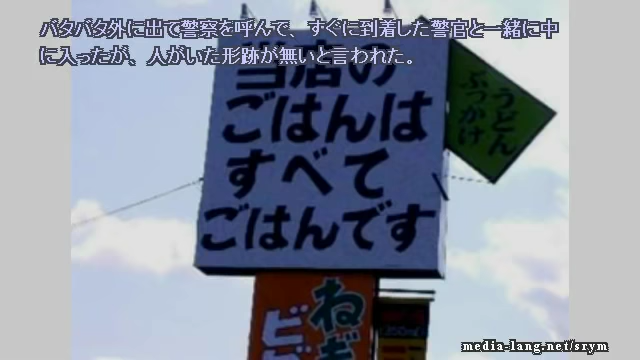 バタバタ外に出て警察を呼んで、すぐに到着した警官と一緒に中
に入ったが、人がいた形跡が無いと言われた。
当店の
ごはんは
すべて
ごはんです
うどん
ぶっかけ
ねぎ
ビ
media-lang.net/srym